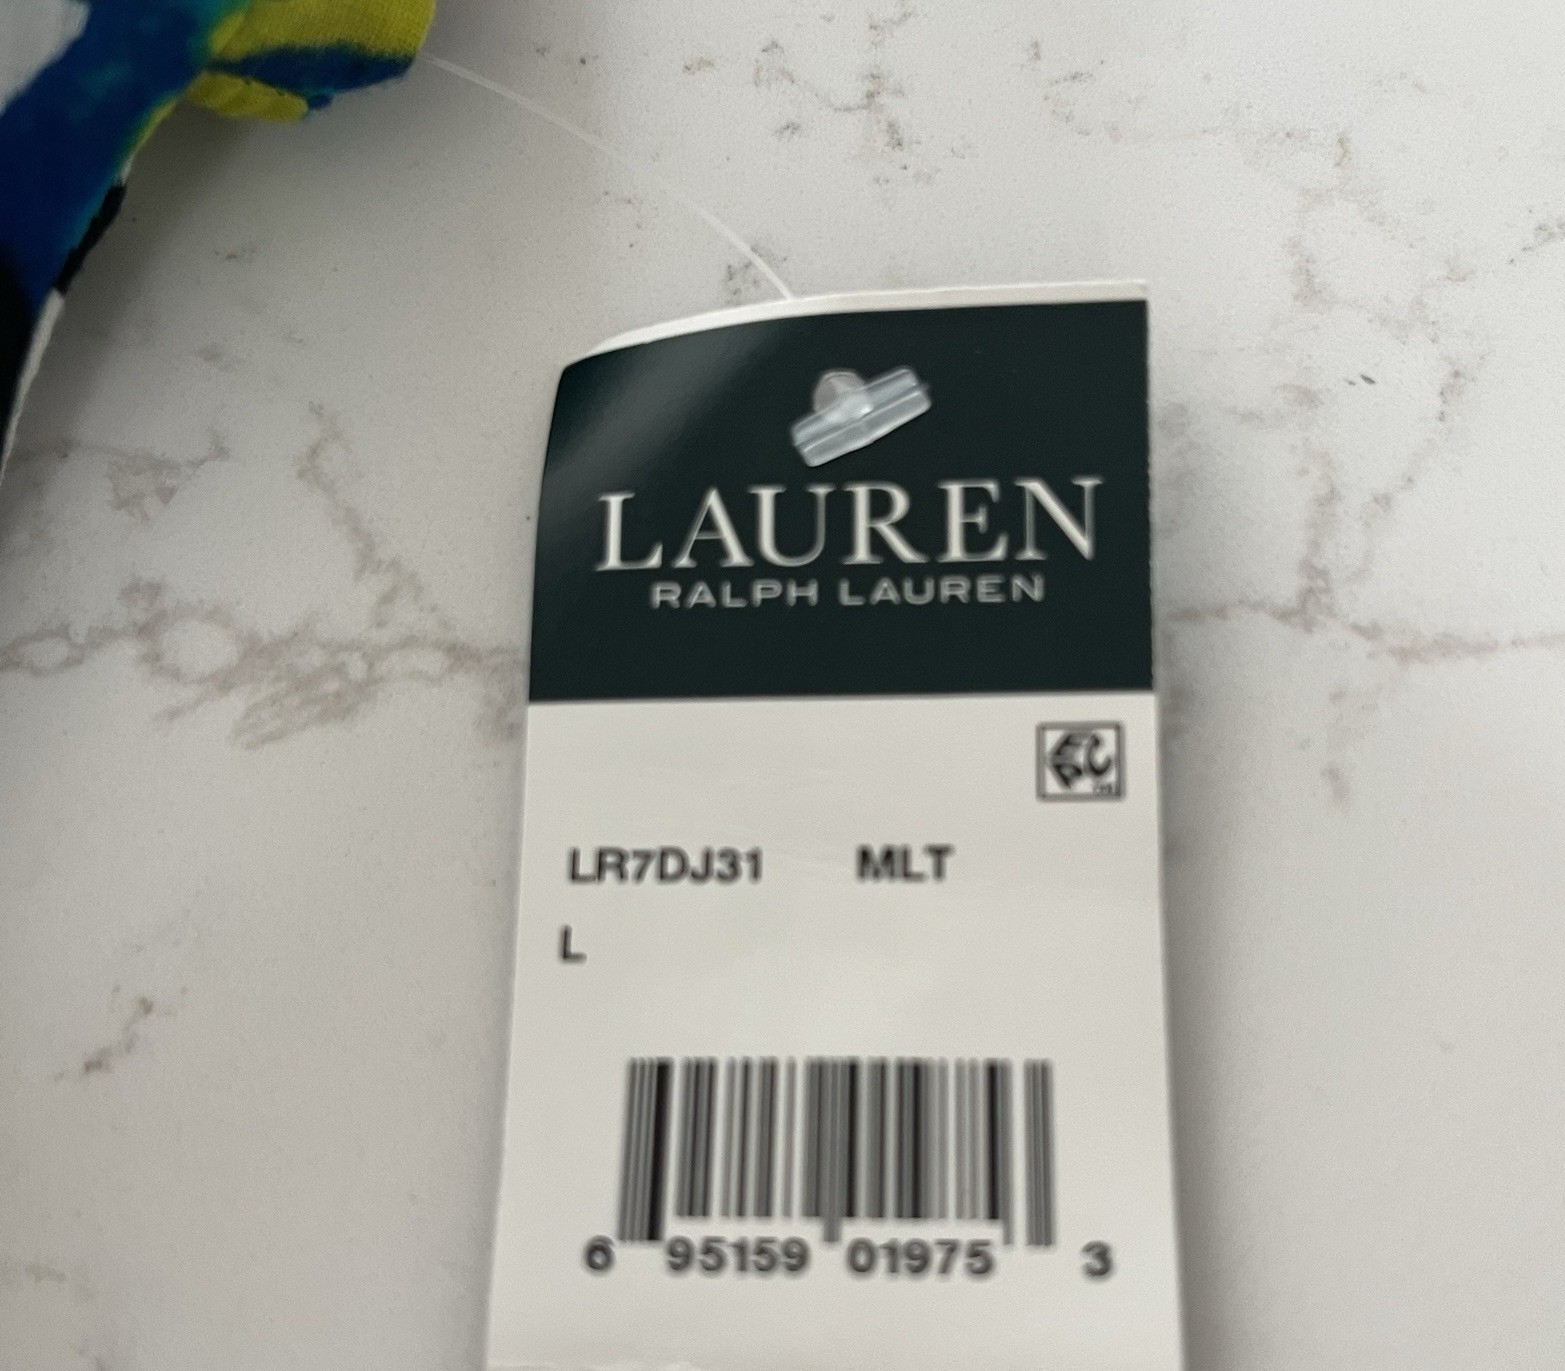 LAUREN
RALPH LAUREN
LR7DJ31 MLT
L
6 95159 01975 3